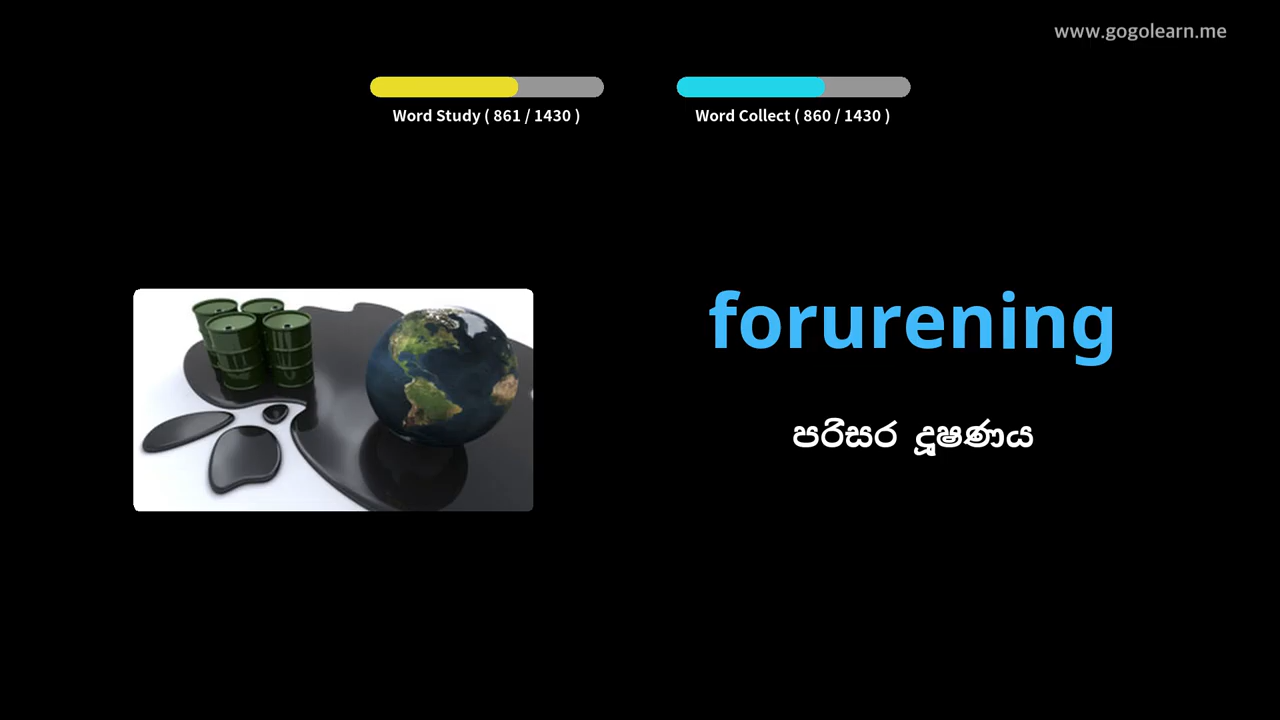 www.gogolearn.me
Word Study ( 861 / 1430 )
Word Collect ( 860 / 1430 )
forurening
පරිසර දූෂණය